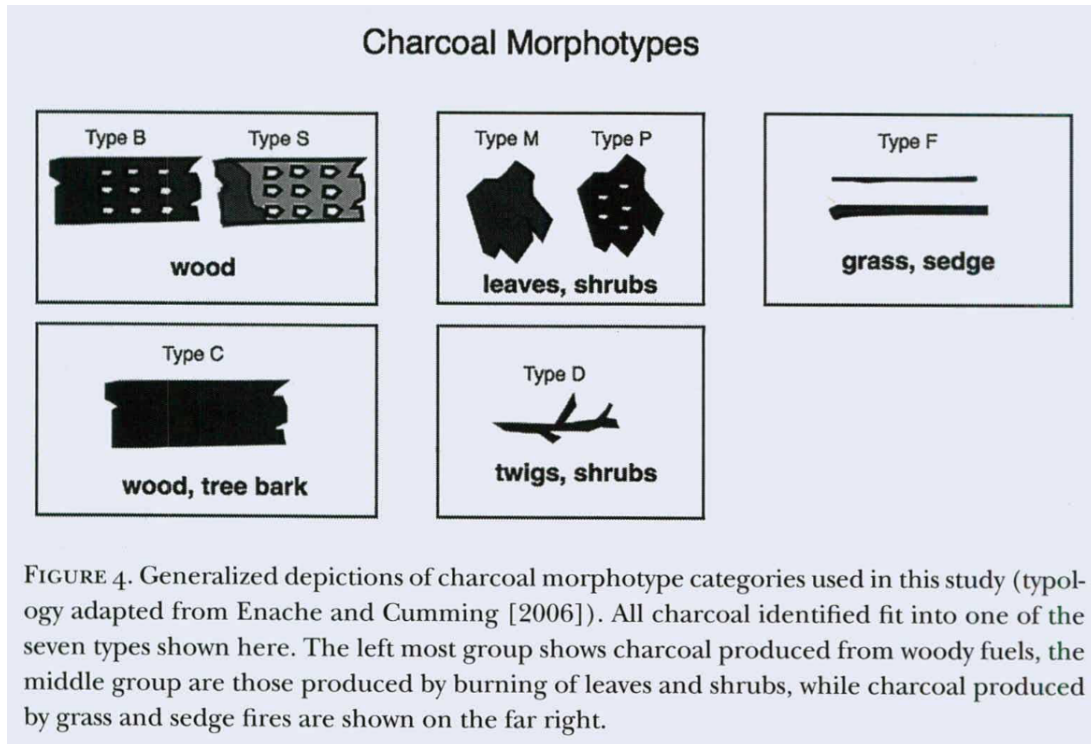 Charcoal Morphotypes
Type B
Type S
wood
Type M
Type P
leaves, shrubs
Type F
grass, sedge
Type C
wood, tree bark
Type D
twigs, shrubs
FIGURE 4. Generalized depictions of charcoal morphotype categories used in this study (typol-
ogy adapted from Enache and Cumming [2006]). All charcoal identified fit into one of the
seven types shown here. The left most group shows charcoal produced from woody fuels, the
middle group are those produced by burning of leaves and shrubs, while charcoal produced
by grass and sedge fires are shown on the far right.